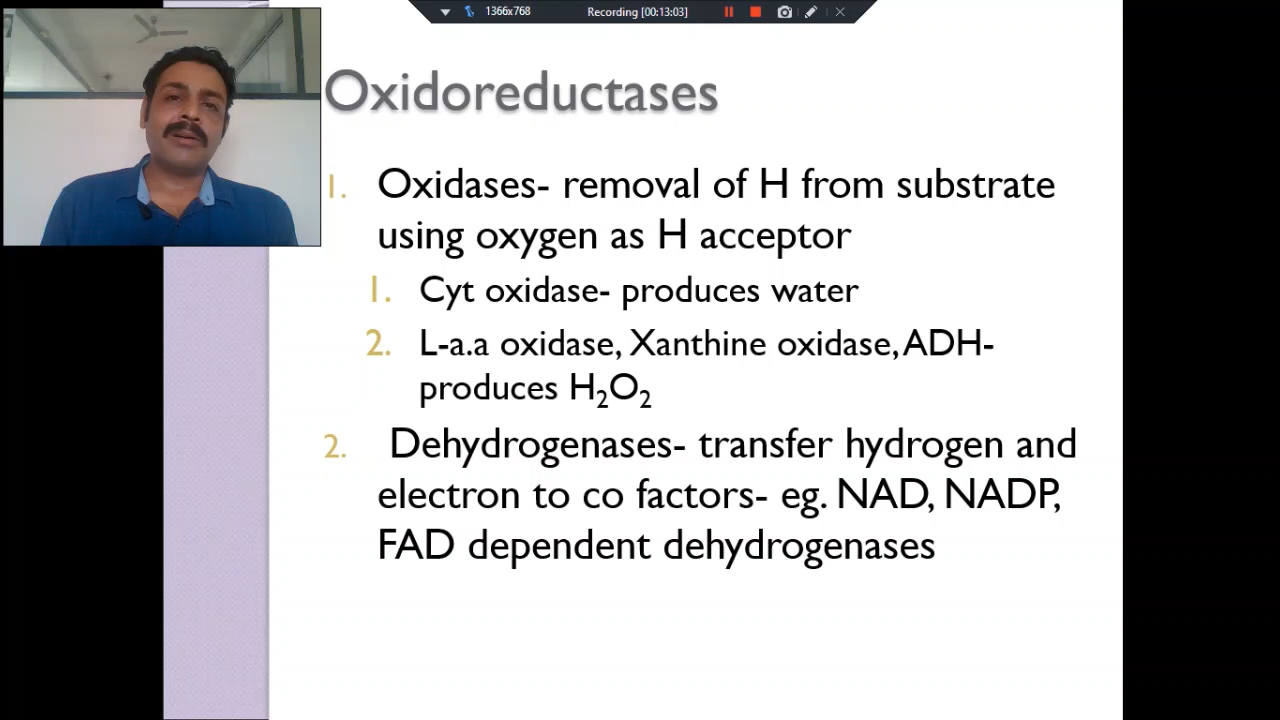 1366x768 Recording [00:13:03]
Oxidoreductases
1. Oxidases- removal of H from substrate
using oxygen as H acceptor
1. Cyt oxidase- produces water
2. L-a.a oxidase, Xanthine oxidase, ADH-
produces H₂O₂
2. Dehydrogenases- transfer hydrogen and
electron to co factors- eg. NAD, NADP,
FAD dependent dehydrogenases